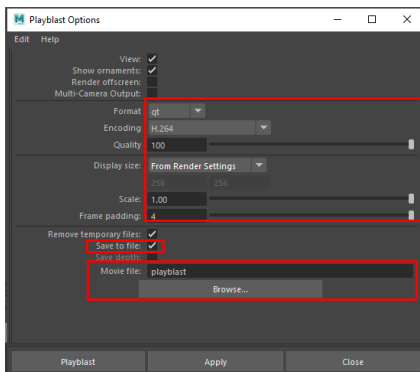 Playblast Options
Edit Help
View:
Show ornaments:
Render offscreen:
Multi-Camera Output:
Format qt
Encoding H.264
Quality 100
Display size: From Render Settings
256 256
Scale: 1.00
Frame padding: 4
Remove temporary files:
Save to file:
Save depth:
Movie file: playblast
Browse...
Playblast Apply Close